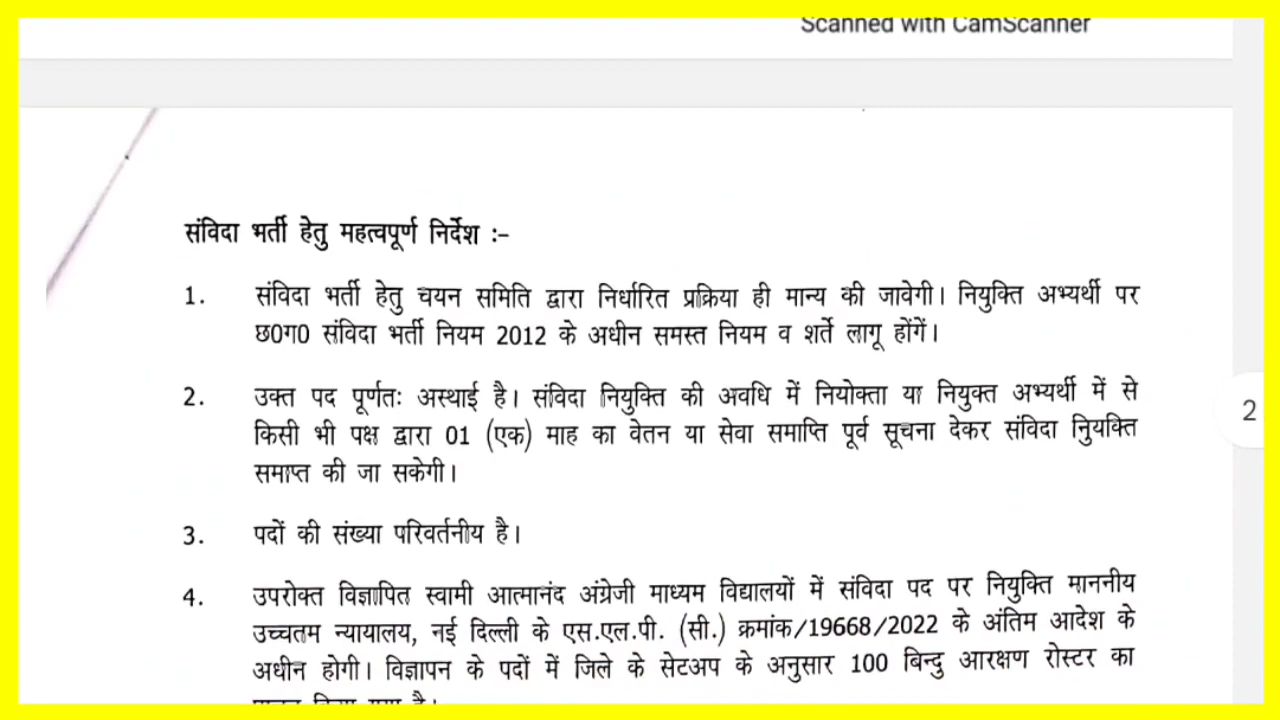 Scanned with CamScanner
संविदा भर्ती हेतु महत्वपूर्ण निर्देश :-
1. संविदा भर्ती हेतु चयन समिति द्वारा निर्धारित प्रक्रिया ही मान्य की जावेगी। नियुक्ति अभ्यर्थी पर
छ0ग0 संविदा भर्ती नियम 2012 के अधीन समस्त नियम व शर्ते लागू होंगें।
2. उक्त पद पूर्णतः अस्थाई है। संविदा नियुक्ति की अवधि में नियोक्ता या नियुक्त अभ्यर्थी में से
किसी भी पक्ष द्वारा 01 (एक) माह का वेतन या सेवा समाप्ति पूर्व सूचना देकर संविदा नियुक्ति
समाप्त की जा सकेगी।
3. पदों की संख्या परिवर्तनीय है।
4. उपरोक्त विज्ञापित स्वामी आत्मानंद अंग्रेजी माध्यम विद्यालयों में संविदा पद पर नियुक्ति माननीय
उच्चतम न्यायालय, नई दिल्ली के एस.एल.पी. (सी.) क्रमांक/19668/2022 के अंतिम आदेश के
अधीन होगी। विज्ञापन के पदों में जिले के सेटअप के अनुसार 100 बिन्दु आरक्षण रोस्टर का
2